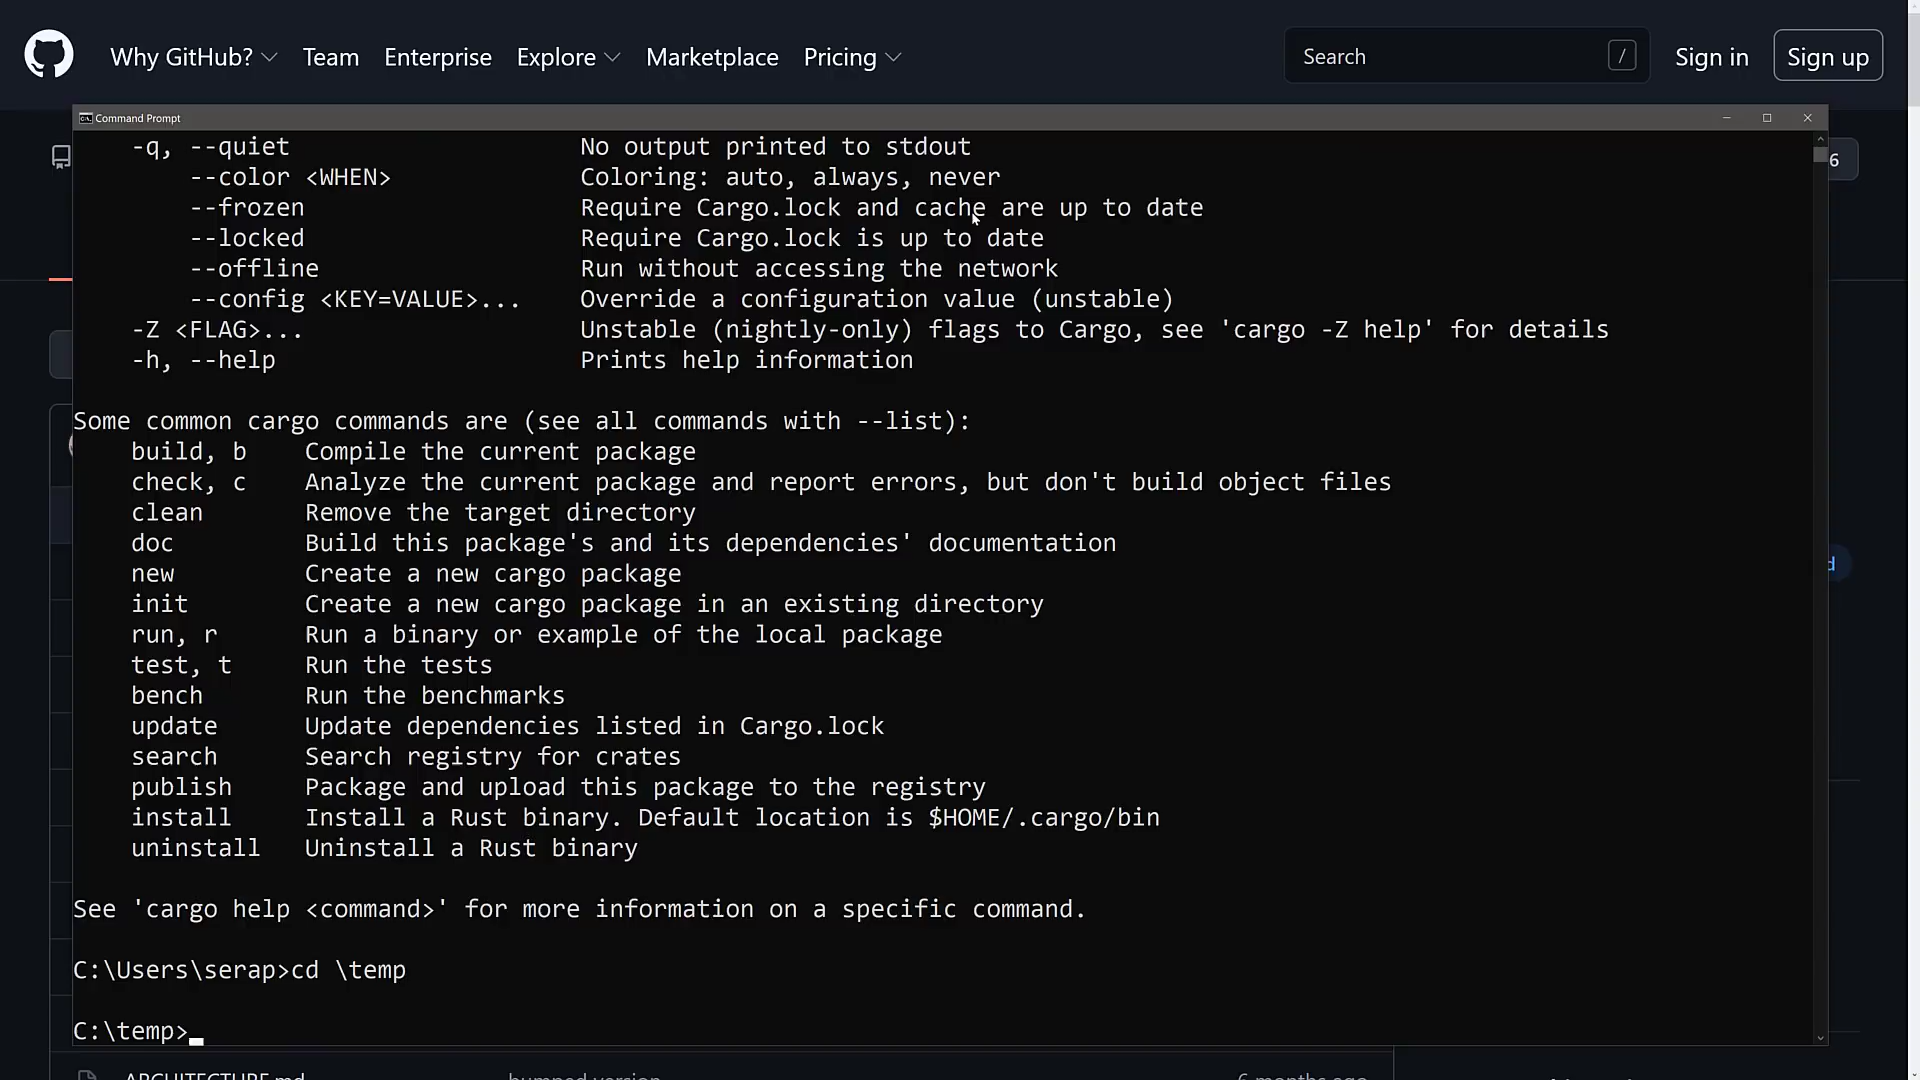 Why GitHub? Team Enterprise Explore Marketplace Pricing Search / Sign in Sign up
Command Prompt
-q, --quiet No output printed to stdout
--color <WHEN> Coloring: auto, always, never
--frozen Require Cargo.lock and cache are up to date
--locked Require Cargo.lock is up to date
--offline Run without accessing the network
--config <KEY=VALUE>... Override a configuration value (unstable)
-Z <FLAG>... Unstable (nightly-only) flags to Cargo, see 'cargo -Z help' for details
-h, --help Prints help information
Some common cargo commands are (see all commands with --list):
build, b Compile the current package
check, c Analyze the current package and report errors, but don't build object files
clean Remove the target directory
doc Build this package's and its dependencies' documentation
new Create a new cargo package
init Create a new cargo package in an existing directory
run, r Run a binary or example of the local package
test, t Run the tests
bench Run the benchmarks
update Update dependencies listed in Cargo.lock
search Search registry for crates
publish Package and upload this package to the registry
install Install a Rust binary. Default location is $HOME/.cargo/bin
uninstall Uninstall a Rust binary
See 'cargo help <command>' for more information on a specific command.
C:\Users\serap>cd \temp
C:\temp>
6
d
ARCHITECTURE.md bumped version 6 months ago